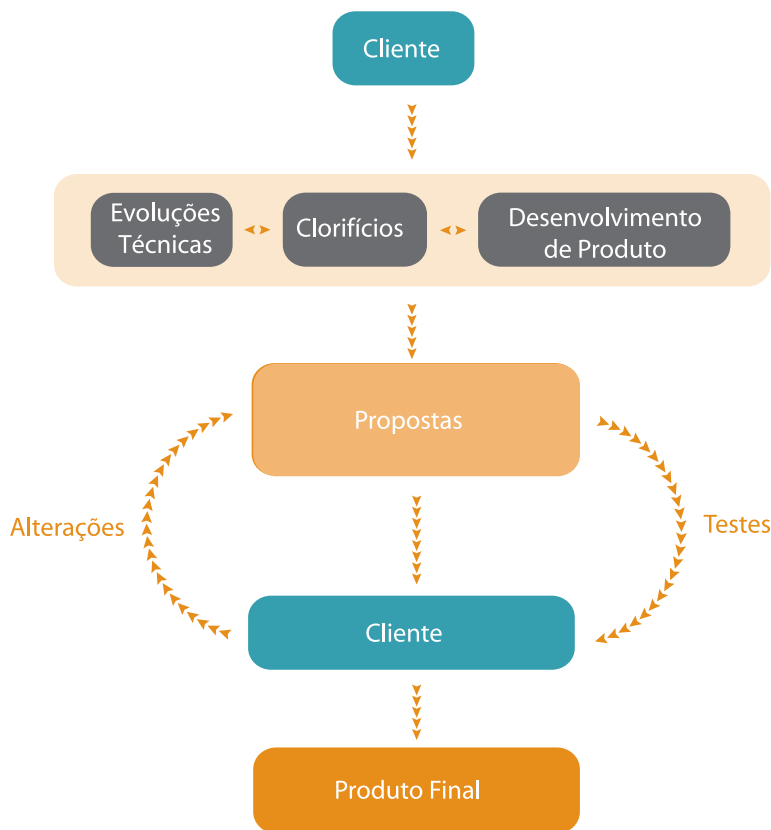 Cliente
Evoluções
Técnicas
Clorifícios
Desenvolvimento
de Produto
Propostas
Alterações
Testes
Cliente
Produto Final